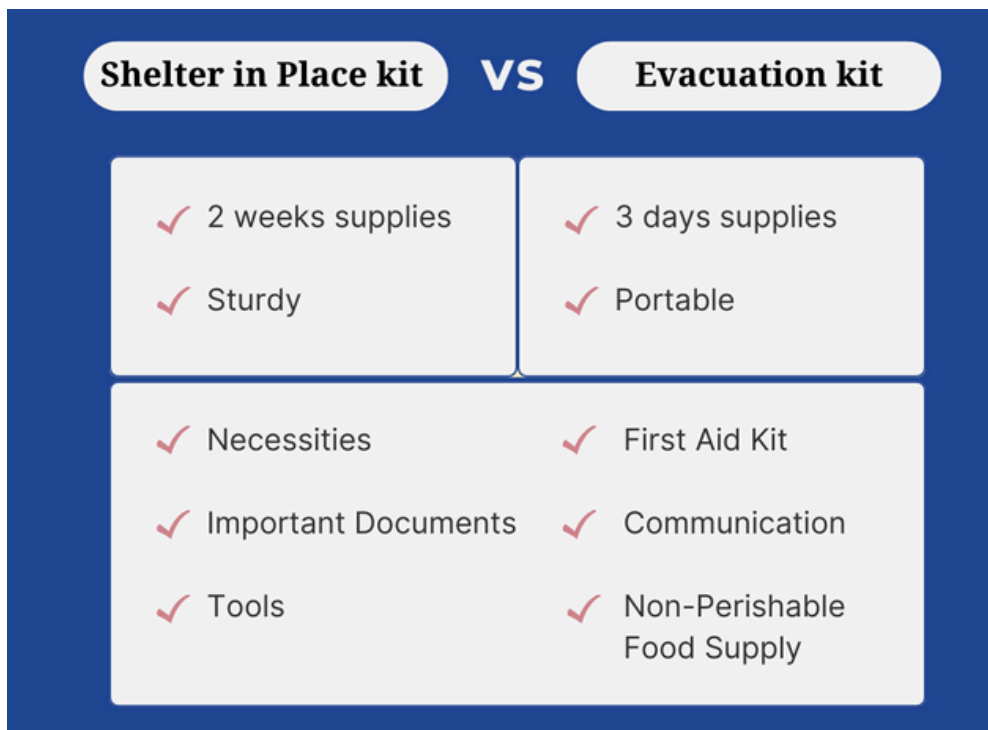 Shelter in Place kit VS Evacuation kit
2 weeks supplies
Sturdy
3 days supplies
Portable
Necessities
Important Documents
Tools
First Aid Kit
Communication
Non-Perishable
Food Supply